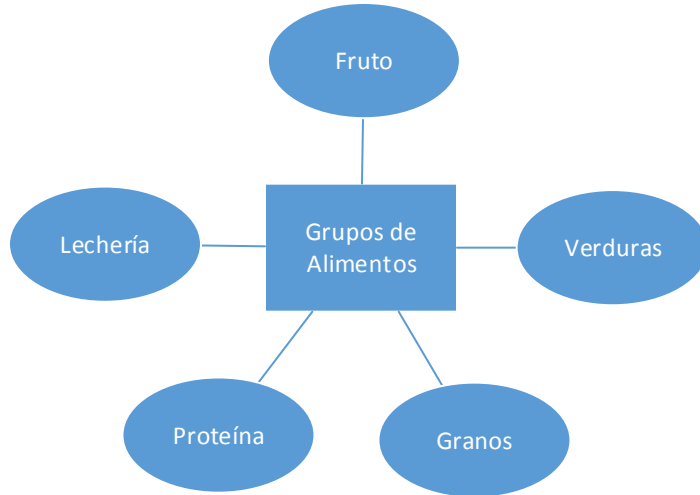 Fruto
Lechería
Grupos de
Alimentos
Verduras
Proteína
Granos